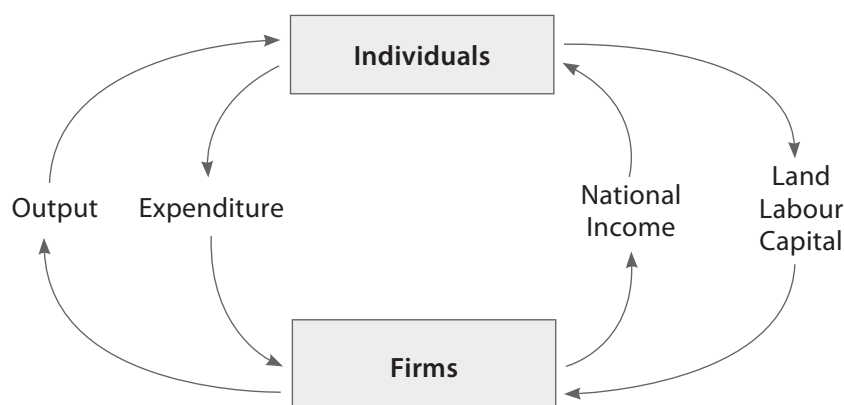 Individuals
Output
Expenditure
National
Income
Land
Labour
Capital
Firms